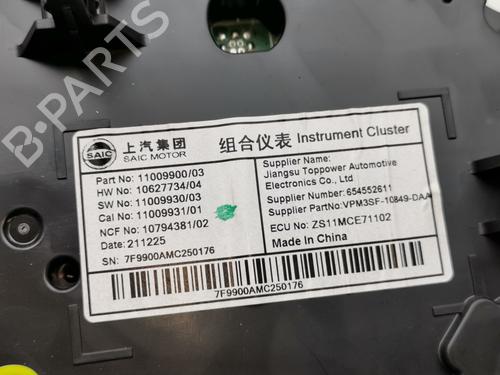 B-PARTS
SAIC
上汽集团
SAIC MOTOR
组合仪表 Instrument Cluster
Part No: 11009900/03
HW No: 10627734/04
SW No: 11009930/03
Cal No: 11009931/01
NCF No: 10794381/02
Date: 211225
SN: 7F9900AMC250176
Supplier Name:
Jiangsu Toppower Automotive
Electronics Co., Ltd
Supplier Number: 654552611
Supplier PartNo: VPM3SF-10849-DAA
ECU No: ZS11MCE71102
Made In China
7F9900AMC250176